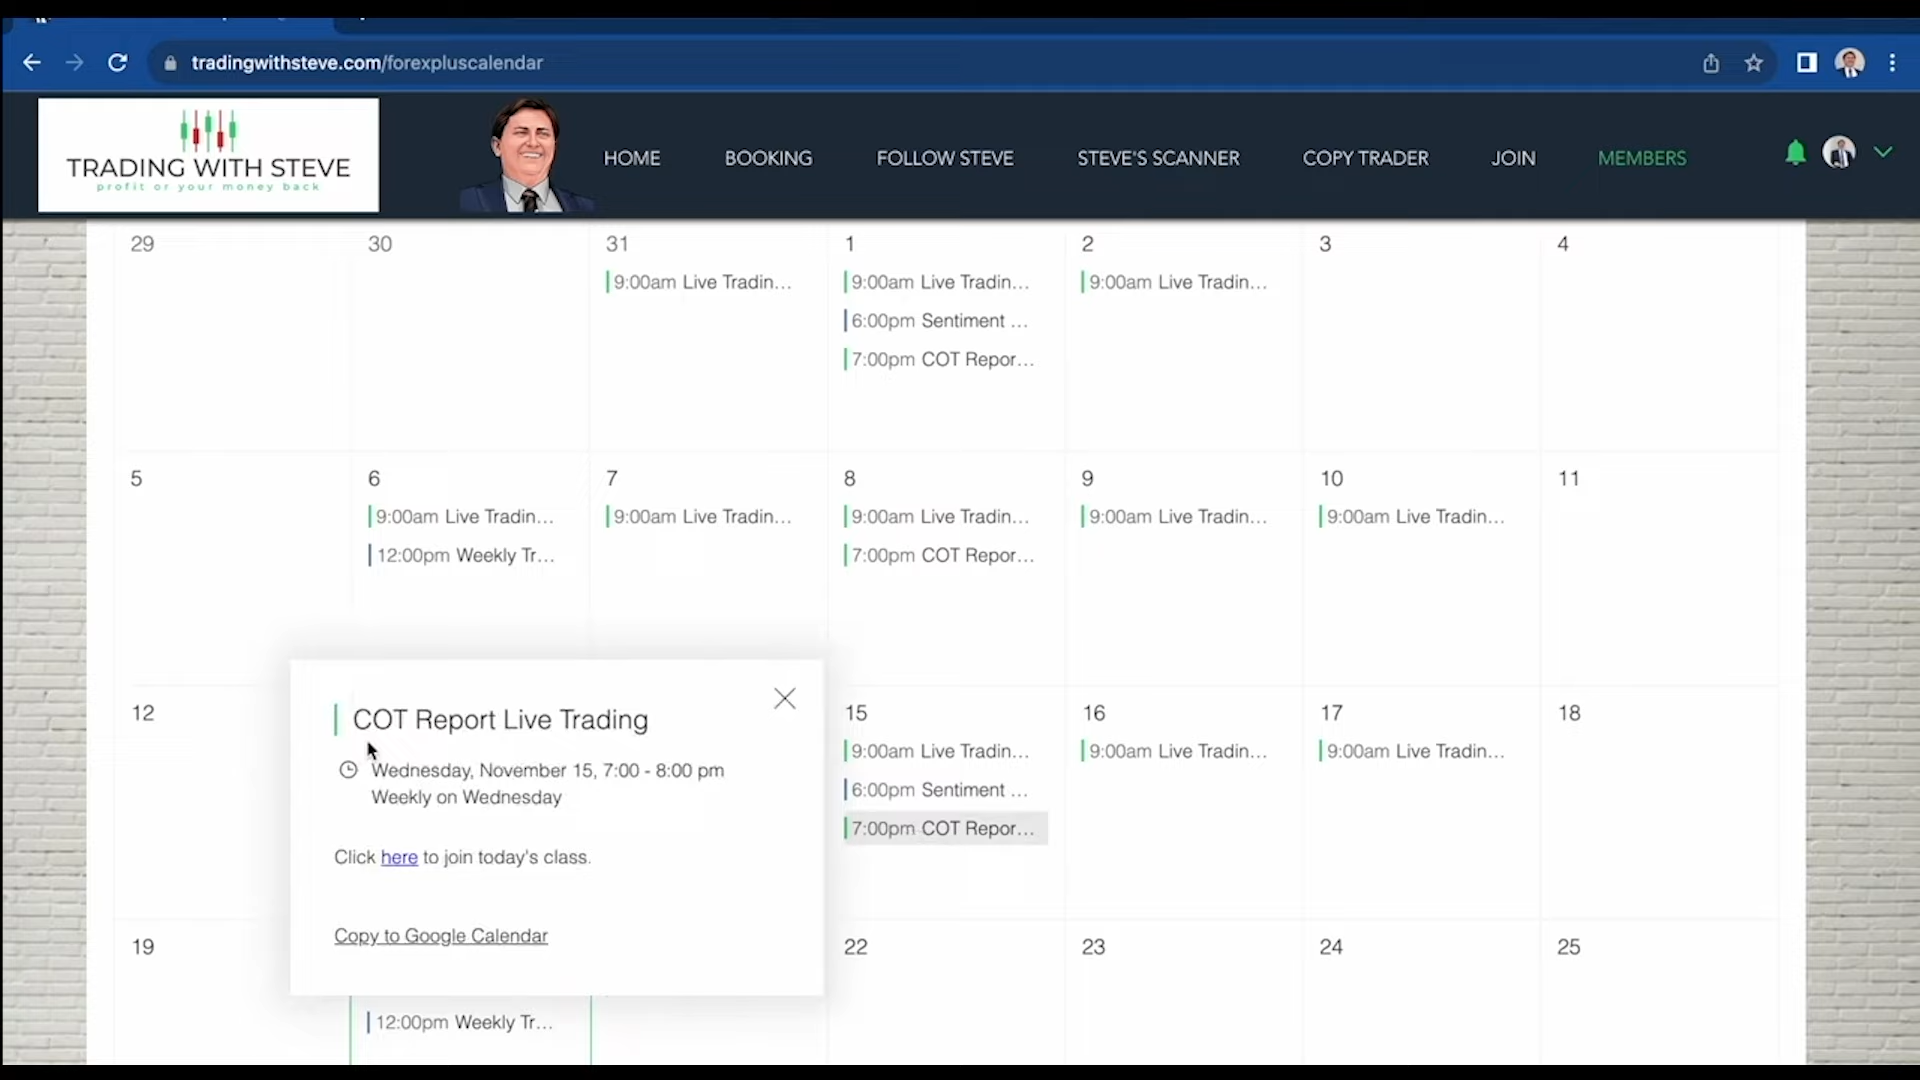 tradingwithsteve.com/forexpluscalendar
TRADING WITH STEVE
profit or your money back
HOME BOOKING FOLLOW STEVE STEVE'S SCANNER COPY TRADER JOIN MEMBERS
29 30 31 1 2 3 4
9:00am Live Tradin... 9:00am Live Tradin... 9:00am Live Tradin...
6:00pm Sentiment ...
7:00pm COT Repor...
5 6 7 8 9 10 11
9:00am Live Tradin... 9:00am Live Tradin... 9:00am Live Tradin... 9:00am Live Tradin... 9:00am Live Tradin...
12:00pm Weekly Tr... 7:00pm COT Repor...
12 15 16 17 18
COT Report Live Trading
9:00am Live Tradin... 9:00am Live Tradin... 9:00am Live Tradin...
Wednesday, November 15, 7:00 - 8:00 pm
6:00pm Sentiment ...
Weekly on Wednesday
7:00pm COT Repor...
Click here to join today's class.
Copy to Google Calendar
19 22 23 24 25
12:00pm Weekly Tr...